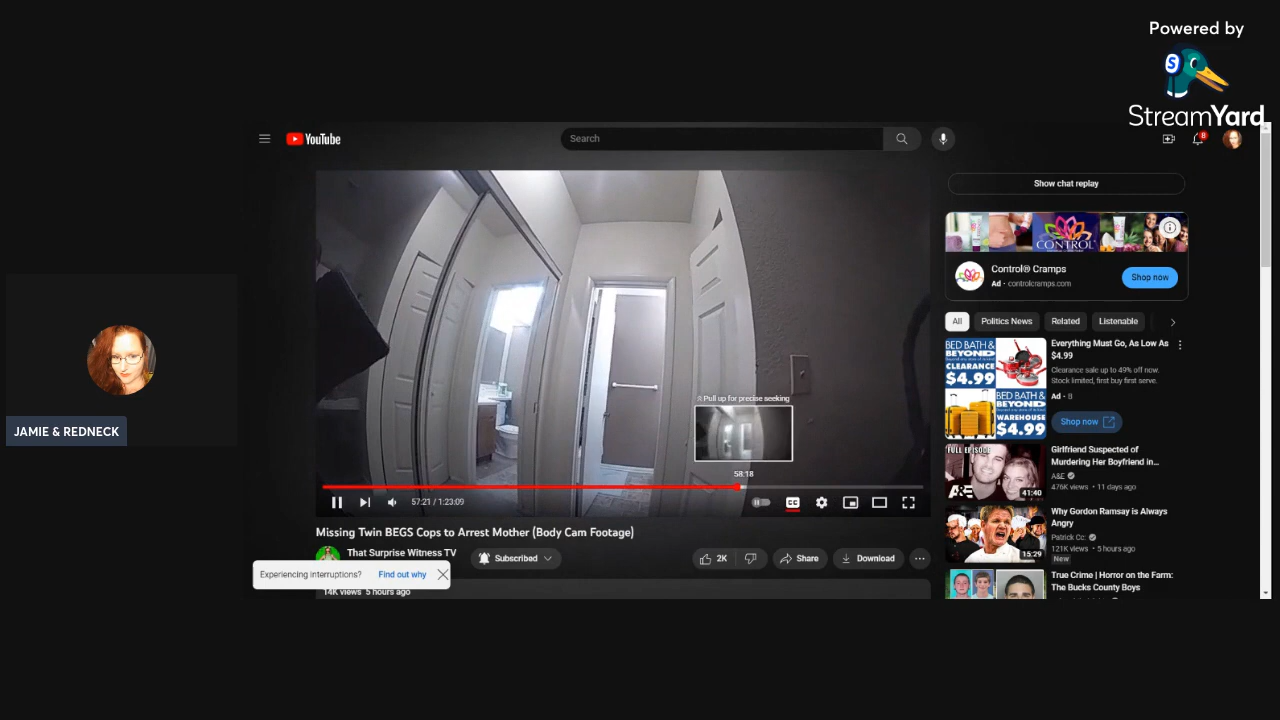 Powered by
StreamYard
YouTube
Search
8
Show chat replay
CONTROL
Control® Cramps
Ad · controlcramps.com
Shop now
All
Politics News
Related
Listenable
BED BATH &
BEYOND
CLEARANCE
$4.99
BED BATH &
BEYOND
WAREHOUSE
$4.99
Everything Must Go, As Low As
$4.99
Clearance sale up to 49% off now.
Stock limited, first buy first serve.
Ad · B
Shop now
FULL EPISODE
A&E
41:40
Girlfriend Suspected of
Murdering Her Boyfriend in...
A&E
476K views · 11 days ago
15:29
Why Gordon Ramsay is Always
Angry
Patrick Cc:
121K views · 5 hours ago
New
True Crime | Horror on the Farm:
The Bucks County Boys
JAMIE & REDNECK
Pull up for precise seeking
58:18
57:21 / 1:23:09
CC
Missing Twin BEGS Cops to Arrest Mother (Body Cam Footage)
That Surprise Witness TV
Subscribed
2K
Share
Download
Experiencing interruptions?
Find out why
14K views 5 hours ago